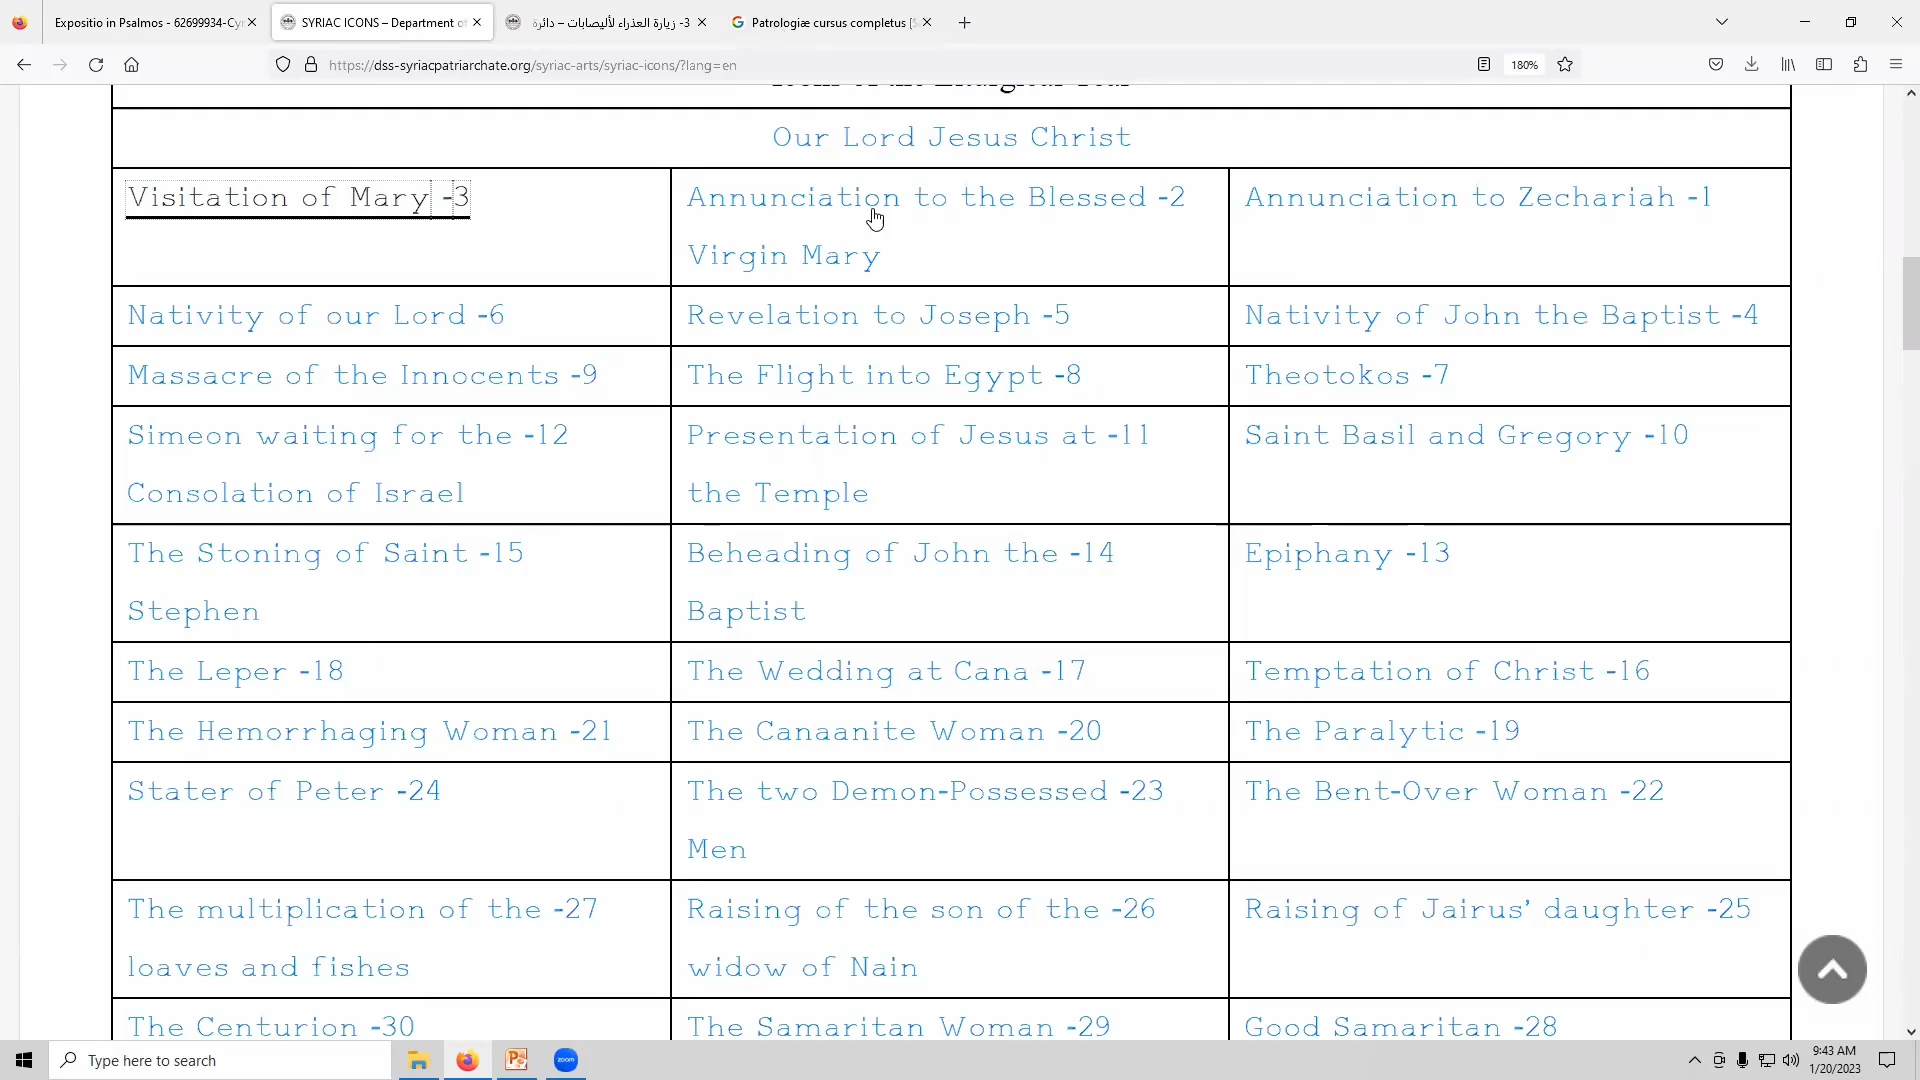 Expositio in Psalmos - 62699934-Cyr
SYRIAC ICONS – Department o
3- زيارة العذراء لأليصابات – دائرة
Patrologiæ cursus completus [S
https://dss-syriacpatriarchate.org/syriac-arts/syriac-icons/?lang=en
180%
Icons of the Liturgical Year
Our Lord Jesus Christ
Visitation of Mary -3
Annunciation to the Blessed -2
Virgin Mary
Annunciation to Zechariah -1
Nativity of our Lord -6
Revelation to Joseph -5
Nativity of John the Baptist -4
Massacre of the Innocents -9
The Flight into Egypt -8
Theotokos -7
Simeon waiting for the -12
Consolation of Israel
Presentation of Jesus at -11
the Temple
Saint Basil and Gregory -10
The Stoning of Saint -15
Stephen
Beheading of John the -14
Baptist
Epiphany -13
The Leper -18
The Wedding at Cana -17
Temptation of Christ -16
The Hemorrhaging Woman -21
The Canaanite Woman -20
The Paralytic -19
Stater of Peter -24
The two Demon-Possessed -23
Men
The Bent-Over Woman -22
The multiplication of the -27
loaves and fishes
Raising of the son of the -26
widow of Nain
Raising of Jairus’ daughter -25
The Centurion -30
The Samaritan Woman -29
Good Samaritan -28
Type here to search
zoom
9:43 AM
1/20/2023